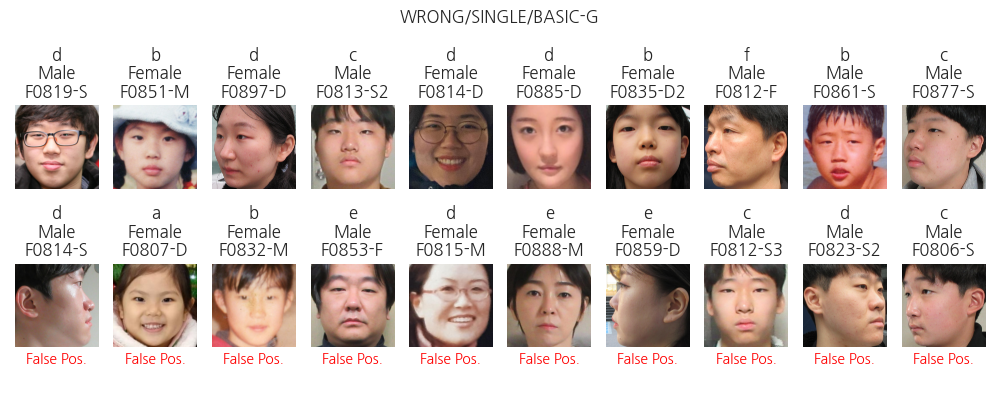 WRONG/SINGLE/BASIC-G
d b d c d d b f b c
Male Female Female Male Female Female Female Male Male Male
F0819-S F0851-M F0897-D F0813-S2 F0814-D F0885-D F0835-D2 F0812-F F0861-S F0877-S
d a b e d e e c d c
Male Female Female Male Female Female Female Male Male Male
F0814-S F0807-D F0832-M F0853-F F0815-M F0888-M F0859-D F0812-S3 F0823-S2 F0806-S
False Pos. False Pos. False Pos. False Pos. False Pos. False Pos. False Pos. False Pos. False Pos. False Pos.